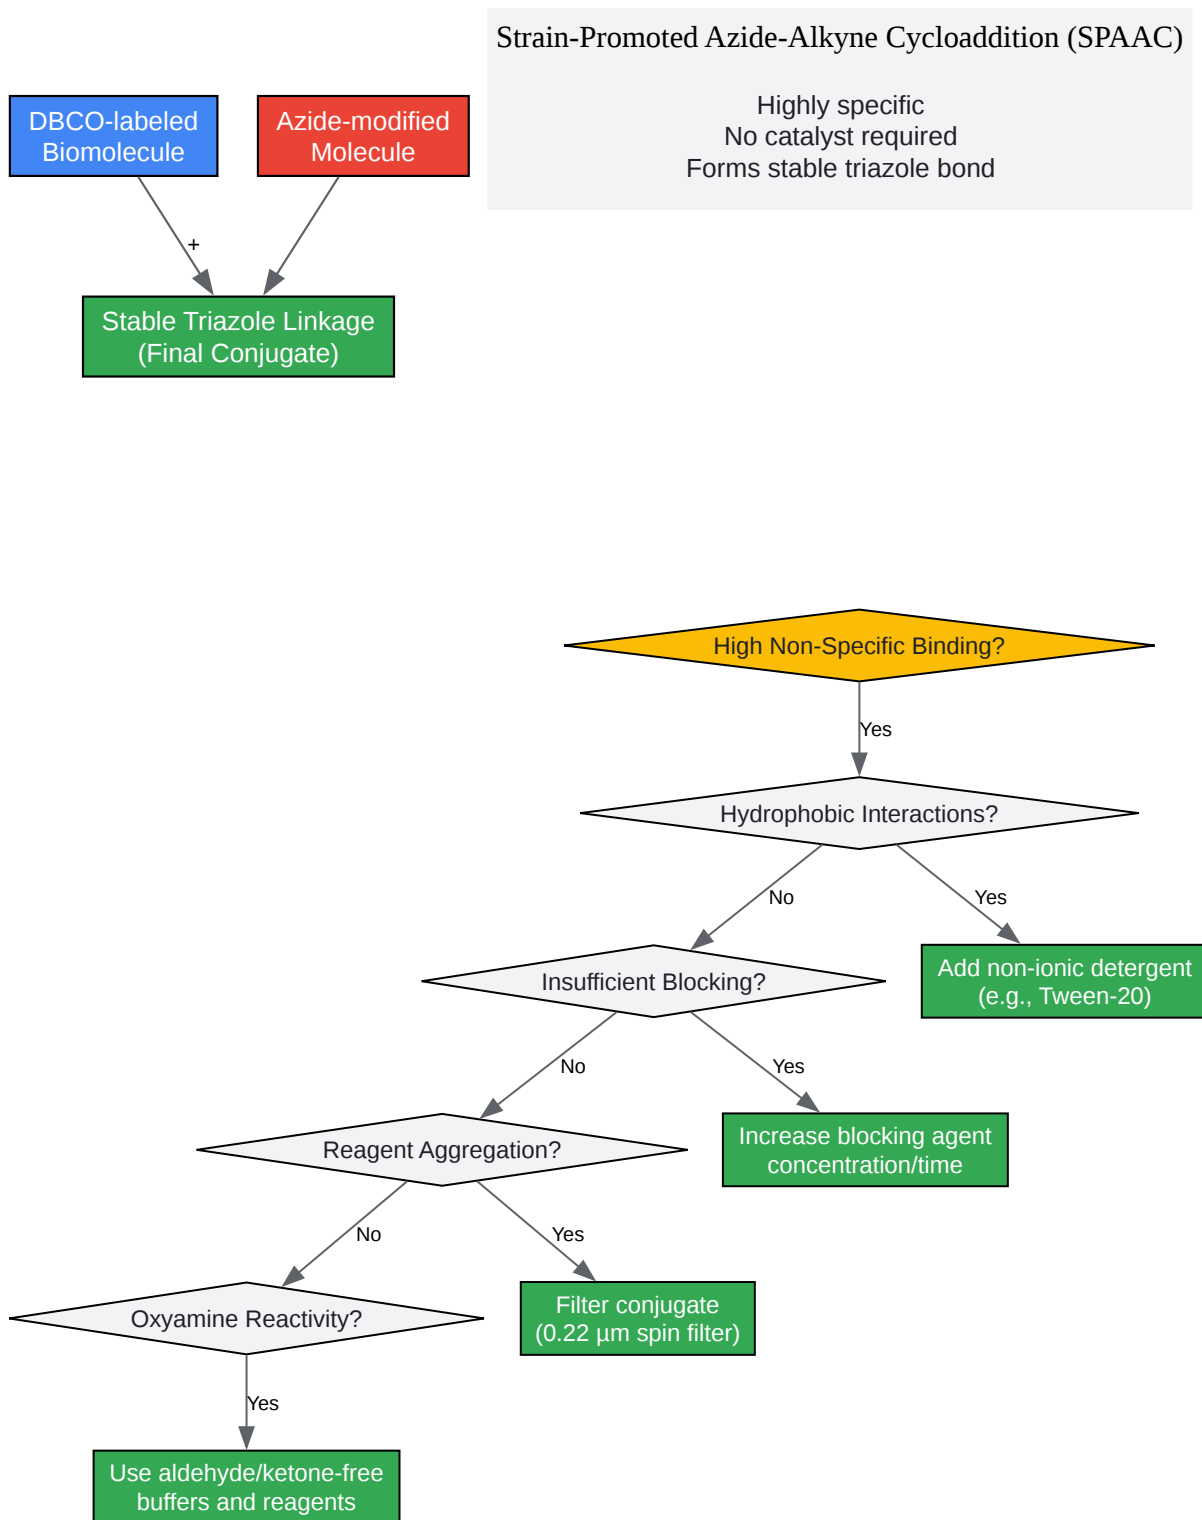 Strain-Promoted Azide-Alkyne Cycloaddition (SPAAC)
Highly specific
No catalyst required
Forms stable triazole bond
DBCO-labeled
Biomolecule
Azide-modified
Molecule
+
Stable Triazole Linkage
(Final Conjugate)
High Non-Specific Binding?
Yes
Hydrophobic Interactions?
No
Yes
Insufficient Blocking?
Add non-ionic detergent
(e.g., Tween-20)
No
Yes
Reagent Aggregation?
Increase blocking agent
concentration/time
No
Yes
Oxyamine Reactivity?
Filter conjugate
(0.22 µm spin filter)
Yes
Use aldehyde/ketone-free
buffers and reagents